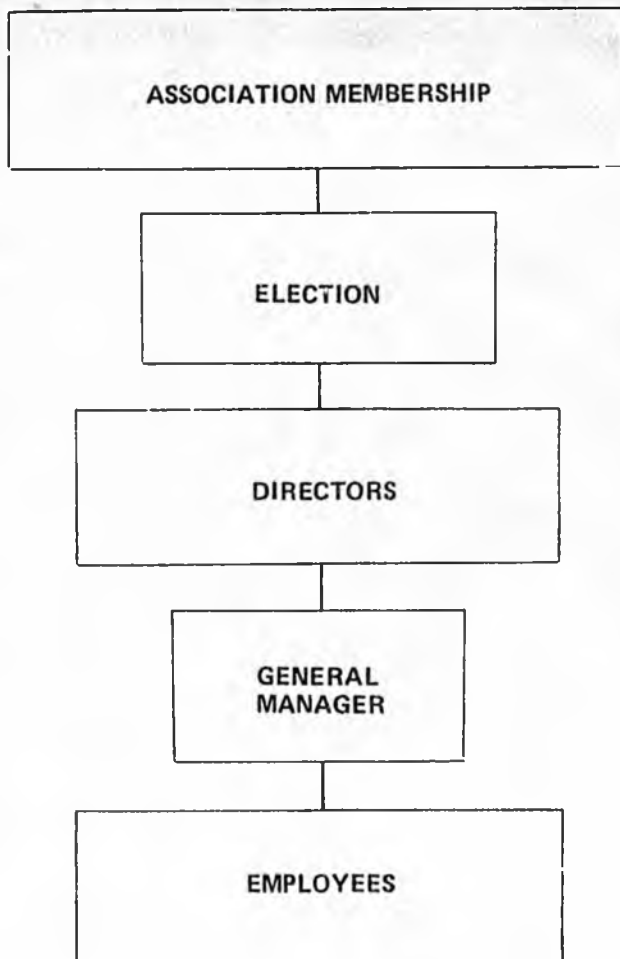 ASSOCIATION MEMBERSHIP
ELECTION
DIRECTORS
GENERAL
MANAGER
EMPLOYEES